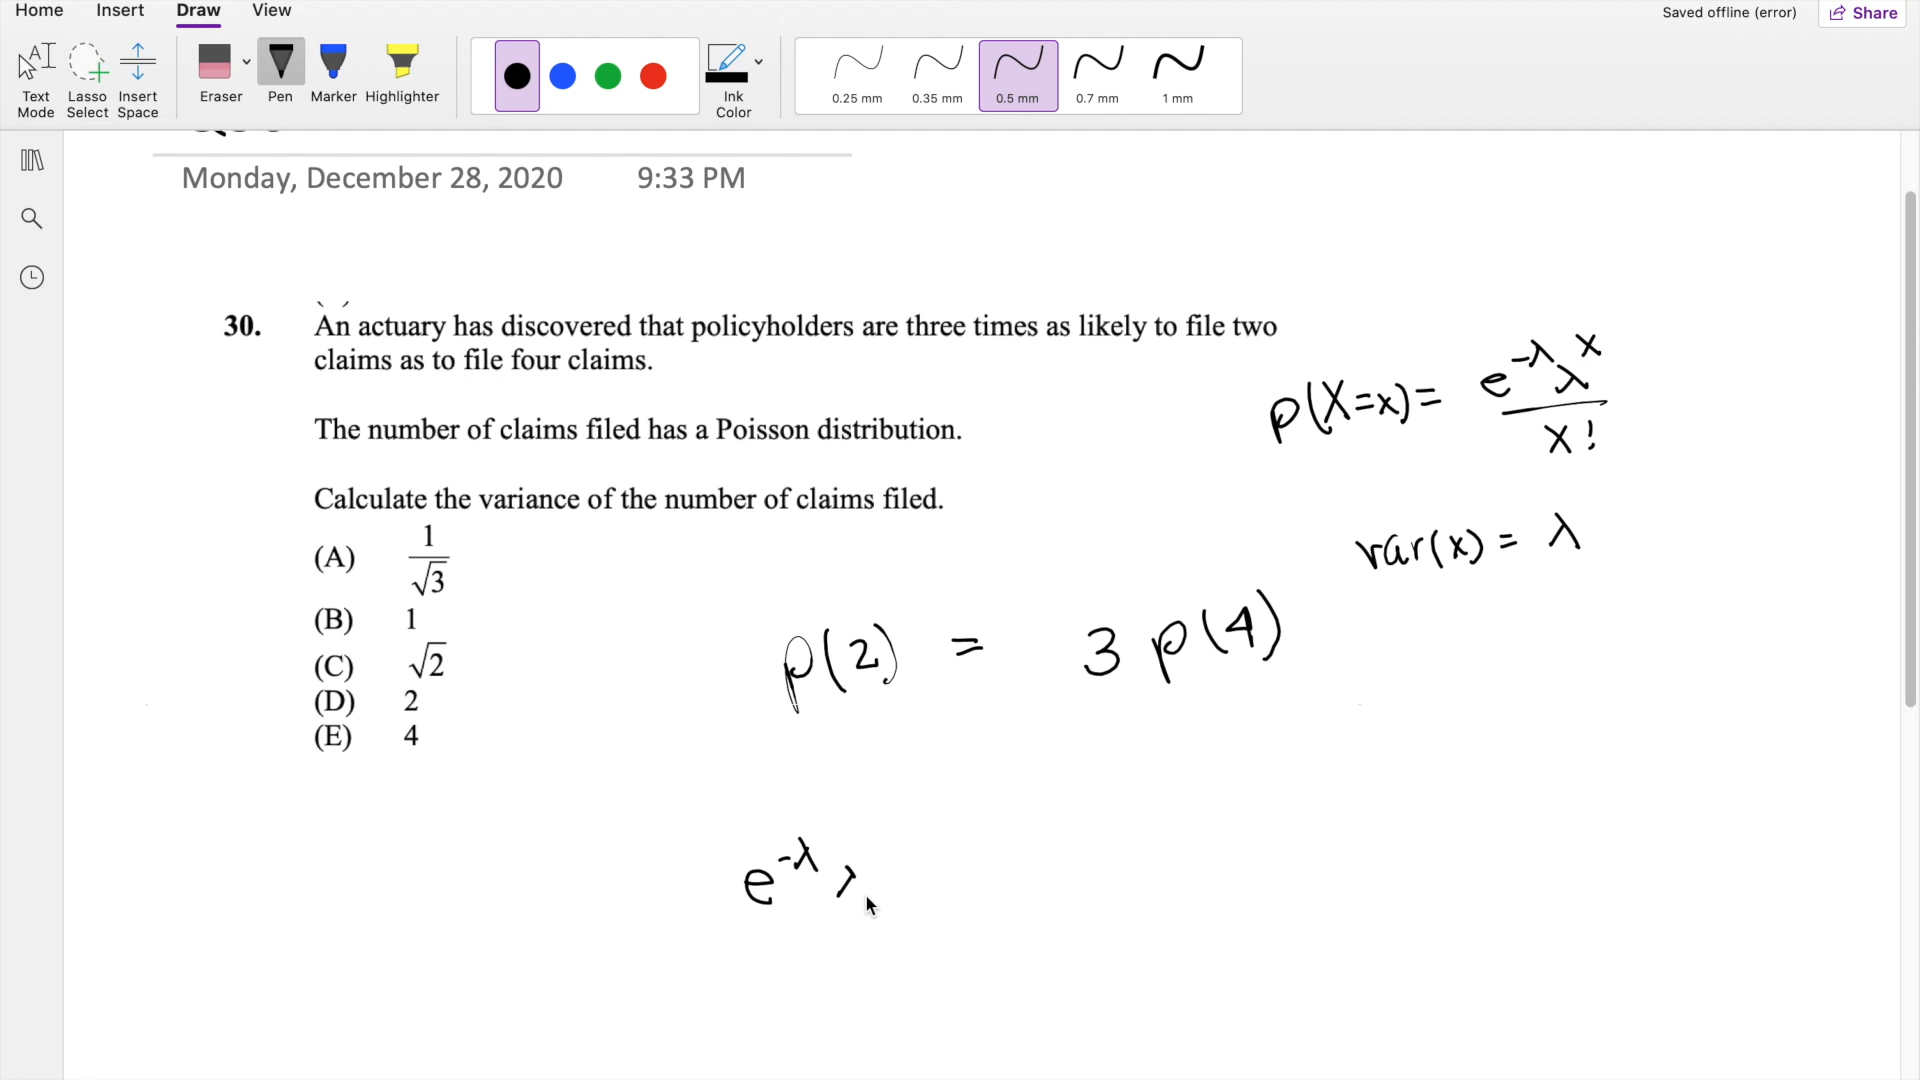 Home Insert Draw View
Saved offline (error) Share
Text Mode
Lasso Select
Insert Space
Eraser
Pen
Marker
Highlighter
Ink Color
0.25 mm
0.35 mm
0.5 mm
0.7 mm
1 mm
Monday, December 28, 2020 9:33 PM
30. An actuary has discovered that policyholders are three times as likely to file two
claims as to file four claims.
The number of claims filed has a Poisson distribution.
Calculate the variance of the number of claims filed.
(A) 1/√3
(B) 1
(C) √2
(D) 2
(E) 4
p(X=x) = e^-λ λ^x / x!
var(x) = λ
p(2) = 3 p(4)
e^-λ